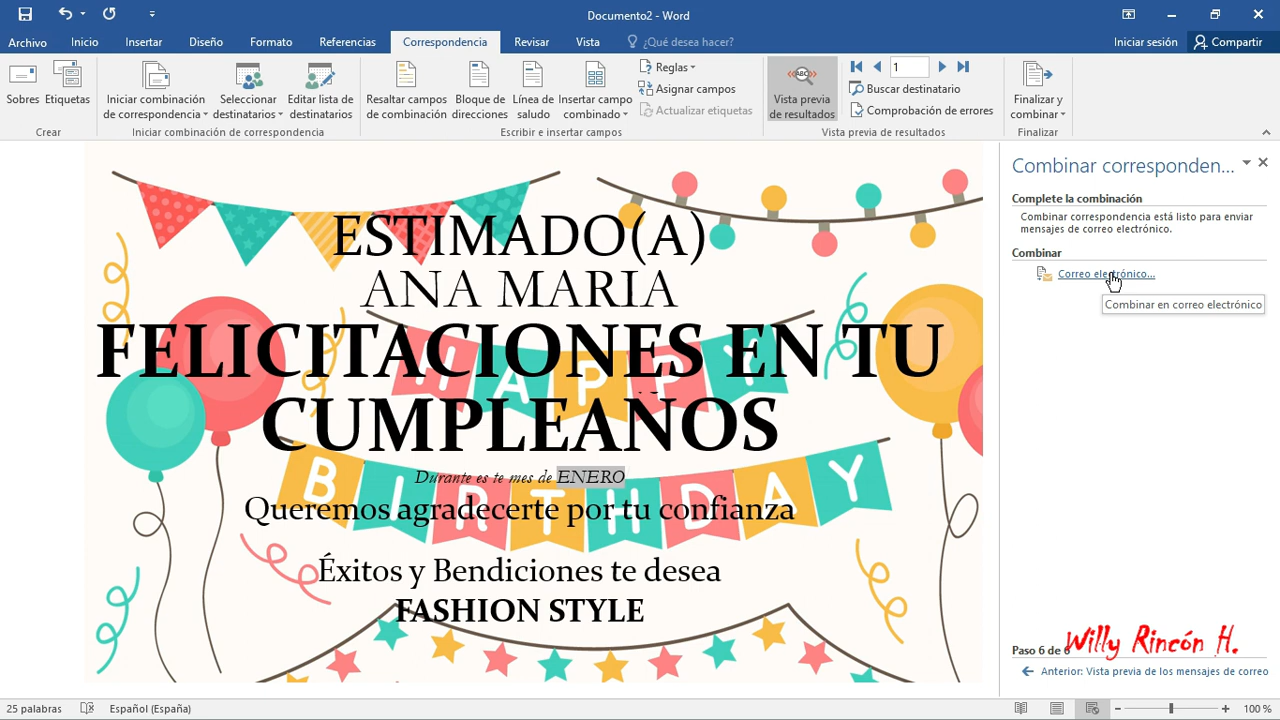 Documento2 - Word
Archivo Inicio Insertar Diseño Formato Referencias Correspondencia Revisar Vista ¿Qué desea hacer? Iniciar sesión Compartir
Sobres Etiquetas
Crear
Iniciar combinación de correspondencia
Seleccionar destinatarios
Editar lista de destinatarios
Iniciar combinación de correspondencia
Resaltar campos de combinación
Bloque de direcciones
Línea de saludo
Insertar campo combinado
Reglas
Asignar campos
Actualizar etiquetas
Escribir e insertar campos
ABC
Vista previa de resultados
1
Buscar destinatario
Comprobación de errores
Vista previa de resultados
Finalizar y combinar
Finalizar
ESTIMADO(A)
ANA MARIA
FELICITACIONES EN TU
CUMPLEAÑOS
Durante es te mes de ENERO
Queremos agradecerte por tu confianza
Éxitos y Bendiciones te desea
FASHION STYLE
HAPPY
BIRTHDAY
Combinar corresponden...
Complete la combinación
Combinar correspondencia está listo para enviar
mensajes de correo electrónico.
Combinar
Correo electrónico...
Combinar en correo electrónico
Willy Rincón H.
Paso 6 de 6
Anterior: Vista previa de los mensajes de correo
25 palabras Español (España) 100 %